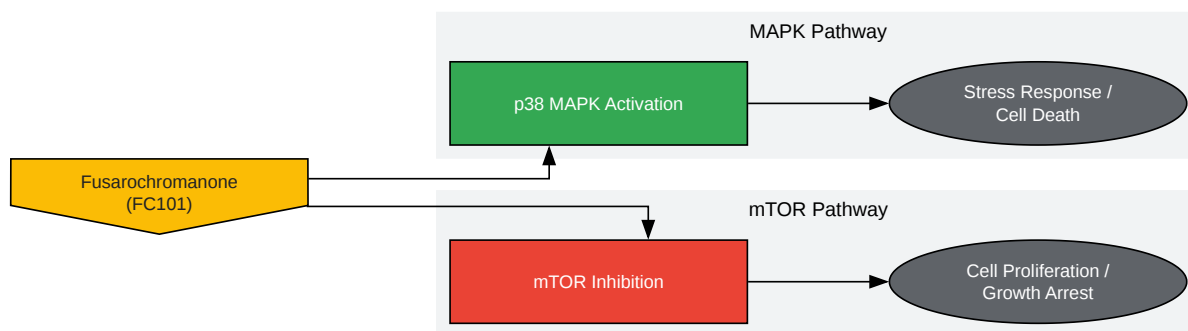 MAPK Pathway
p38 MAPK Activation
Stress Response /
Cell Death
Fusarochromanone
(FC101)
mTOR Pathway
mTOR Inhibition
Cell Proliferation /
Growth Arrest